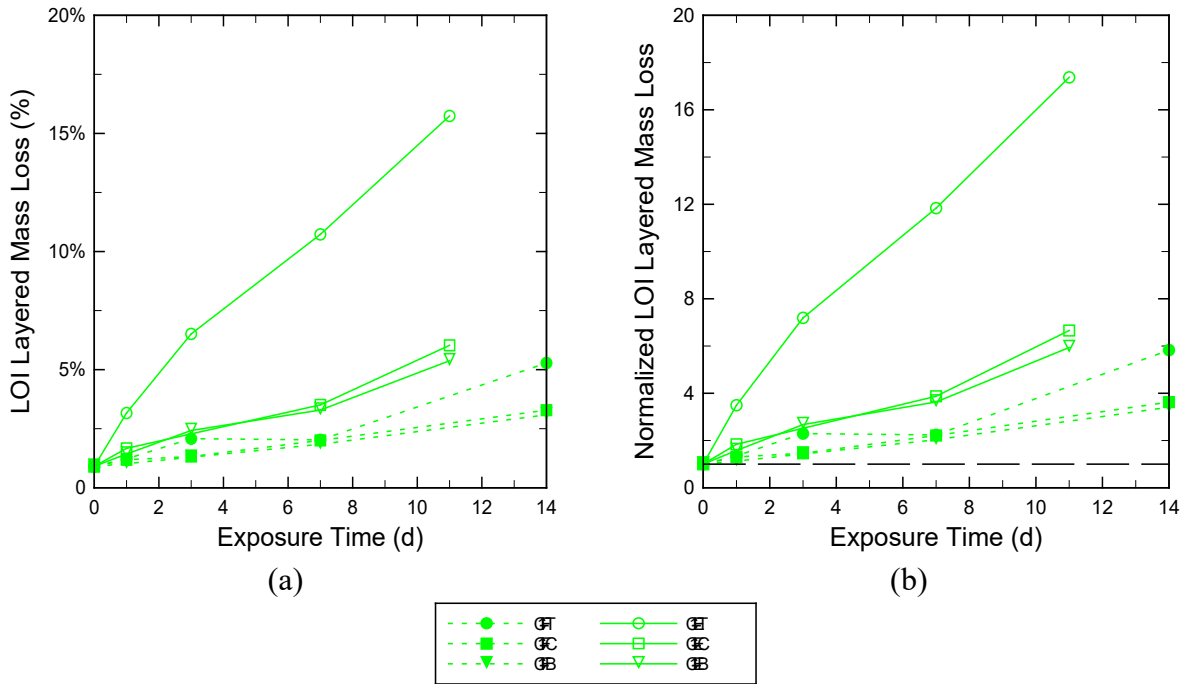 20%
15%
10%
5%
0
LOI Layered Mass Loss (%)
0 2 4 6 8 10 12 14
Exposure Time (d)
(a)
20
16
12
8
4
0
Normalized LOI Layered Mass Loss
0 2 4 6 8 10 12 14
Exposure Time (d)
(b)